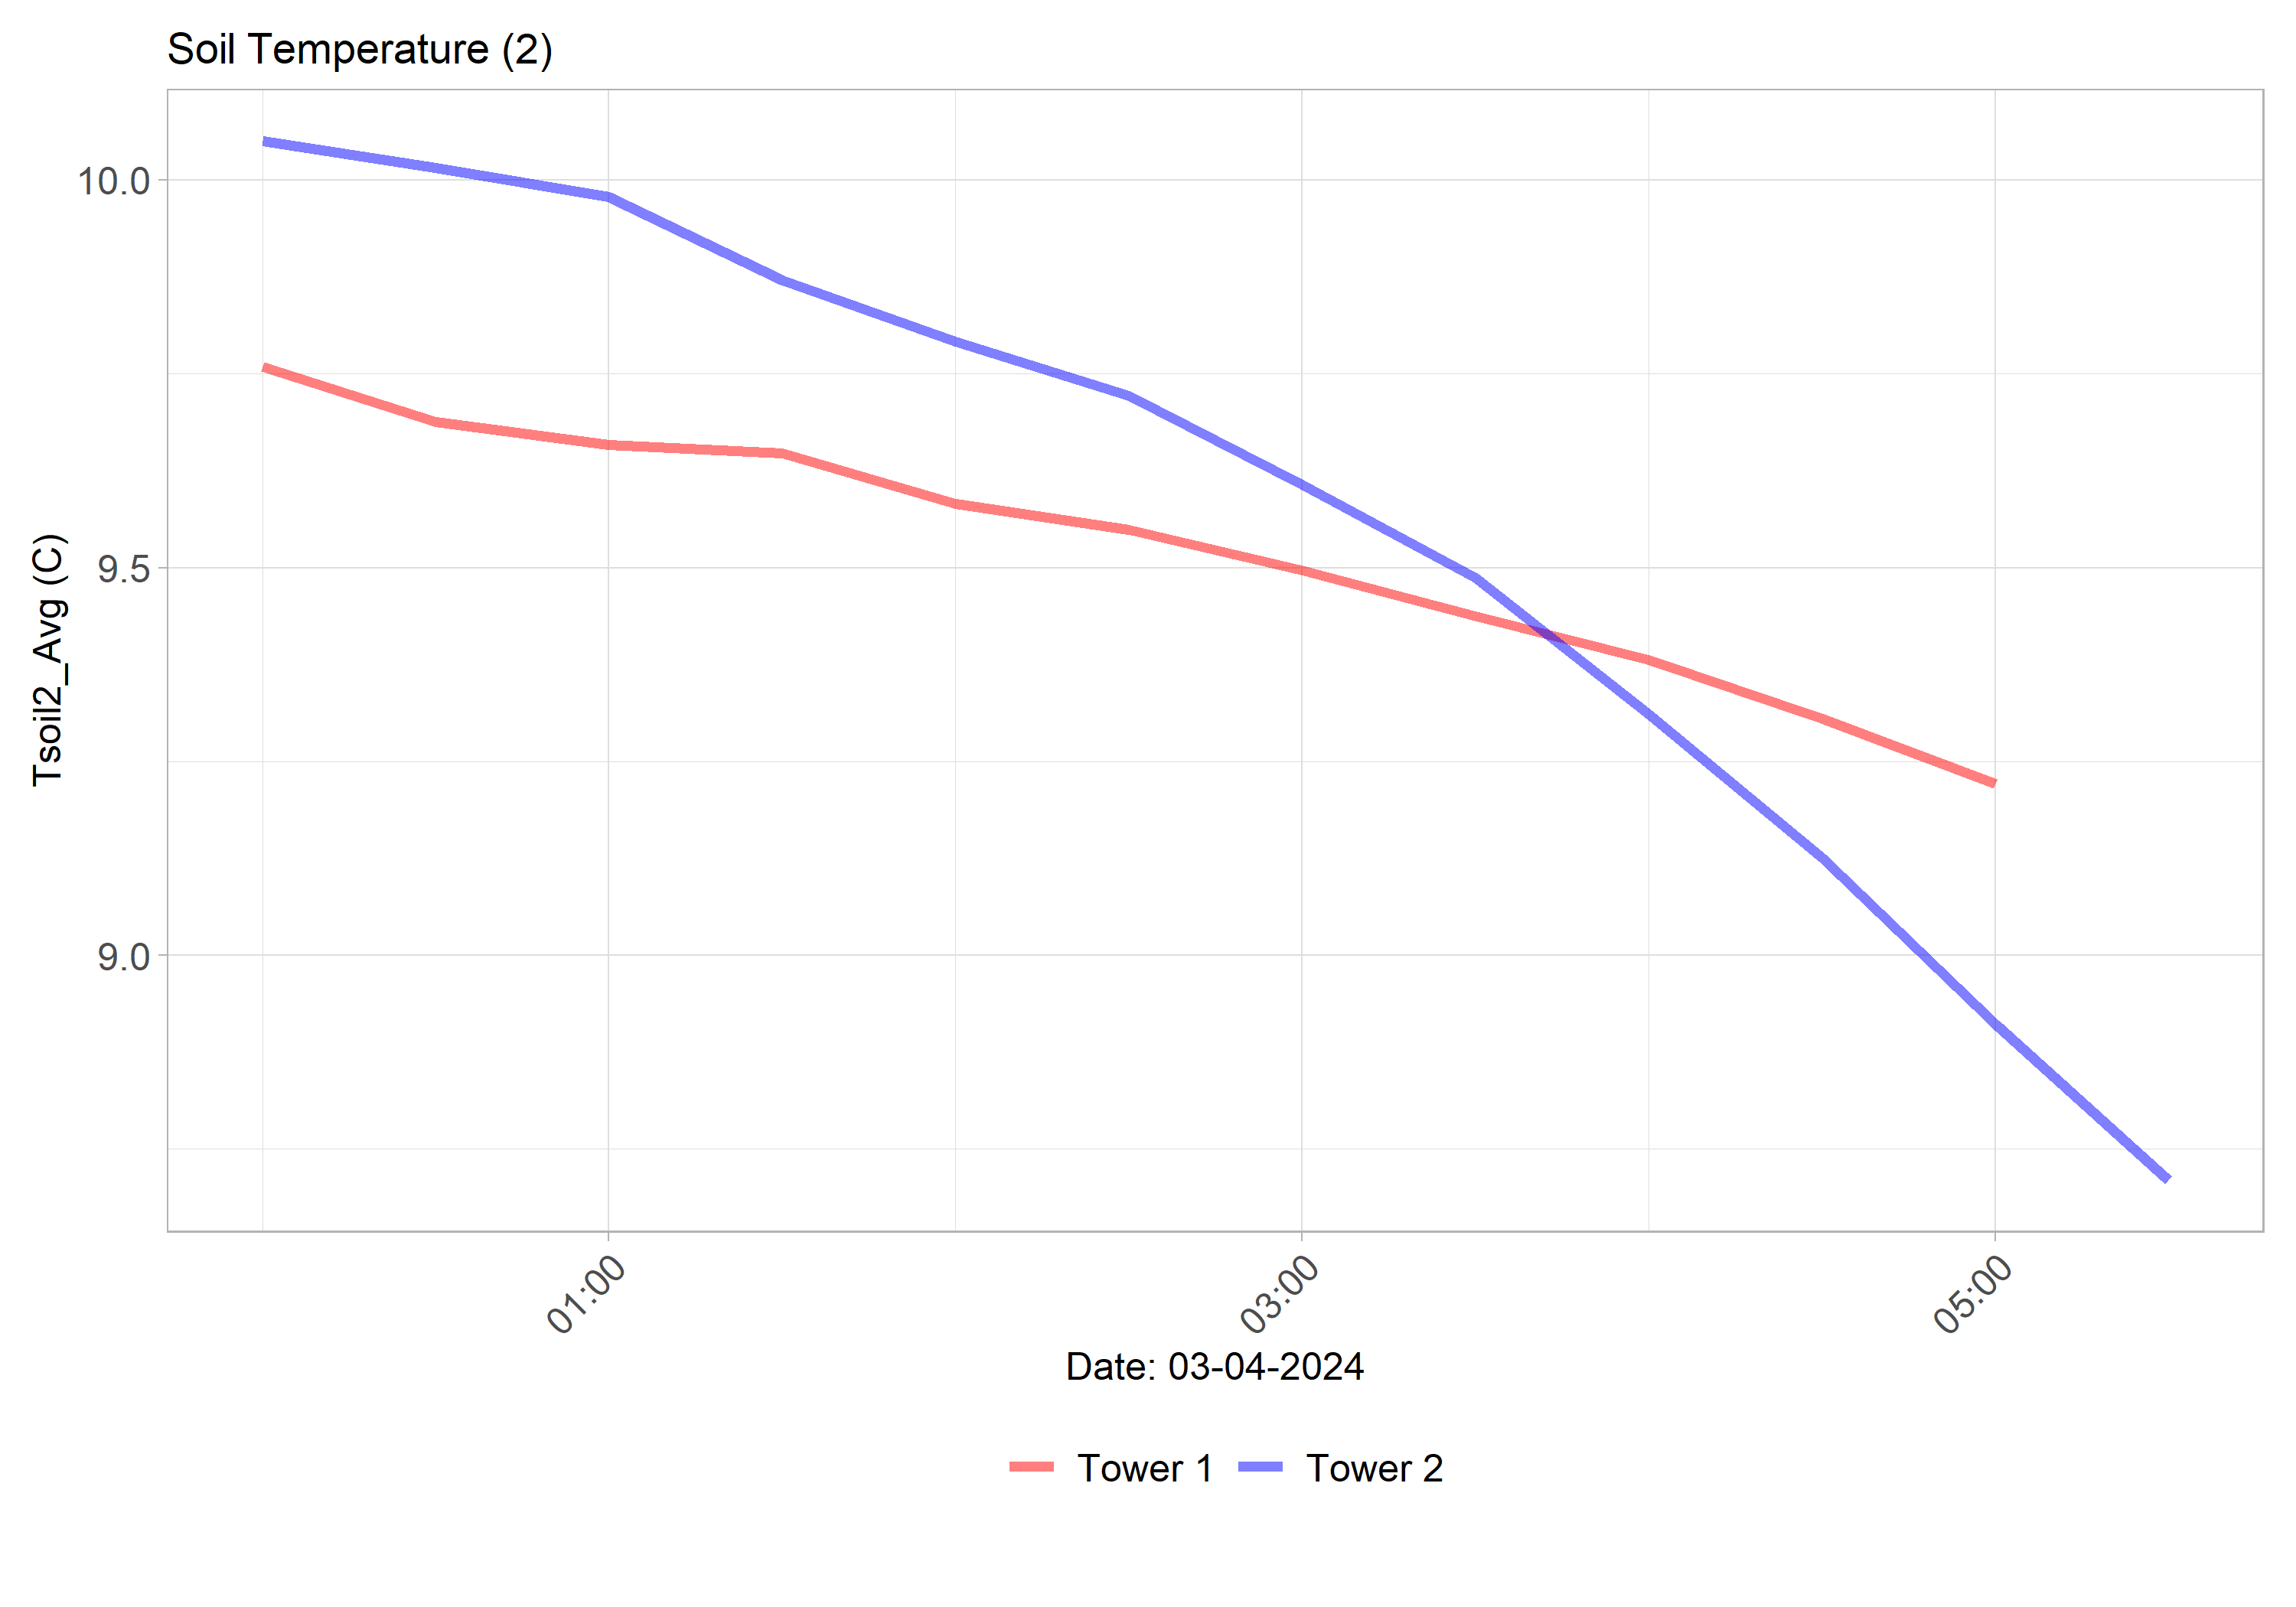 Soil Temperature (2)
Tsoil2_Avg (C)
10.0
9.5
9.0
01:00
03:00
05:00
Date: 03-04-2024
Tower 1
Tower 2